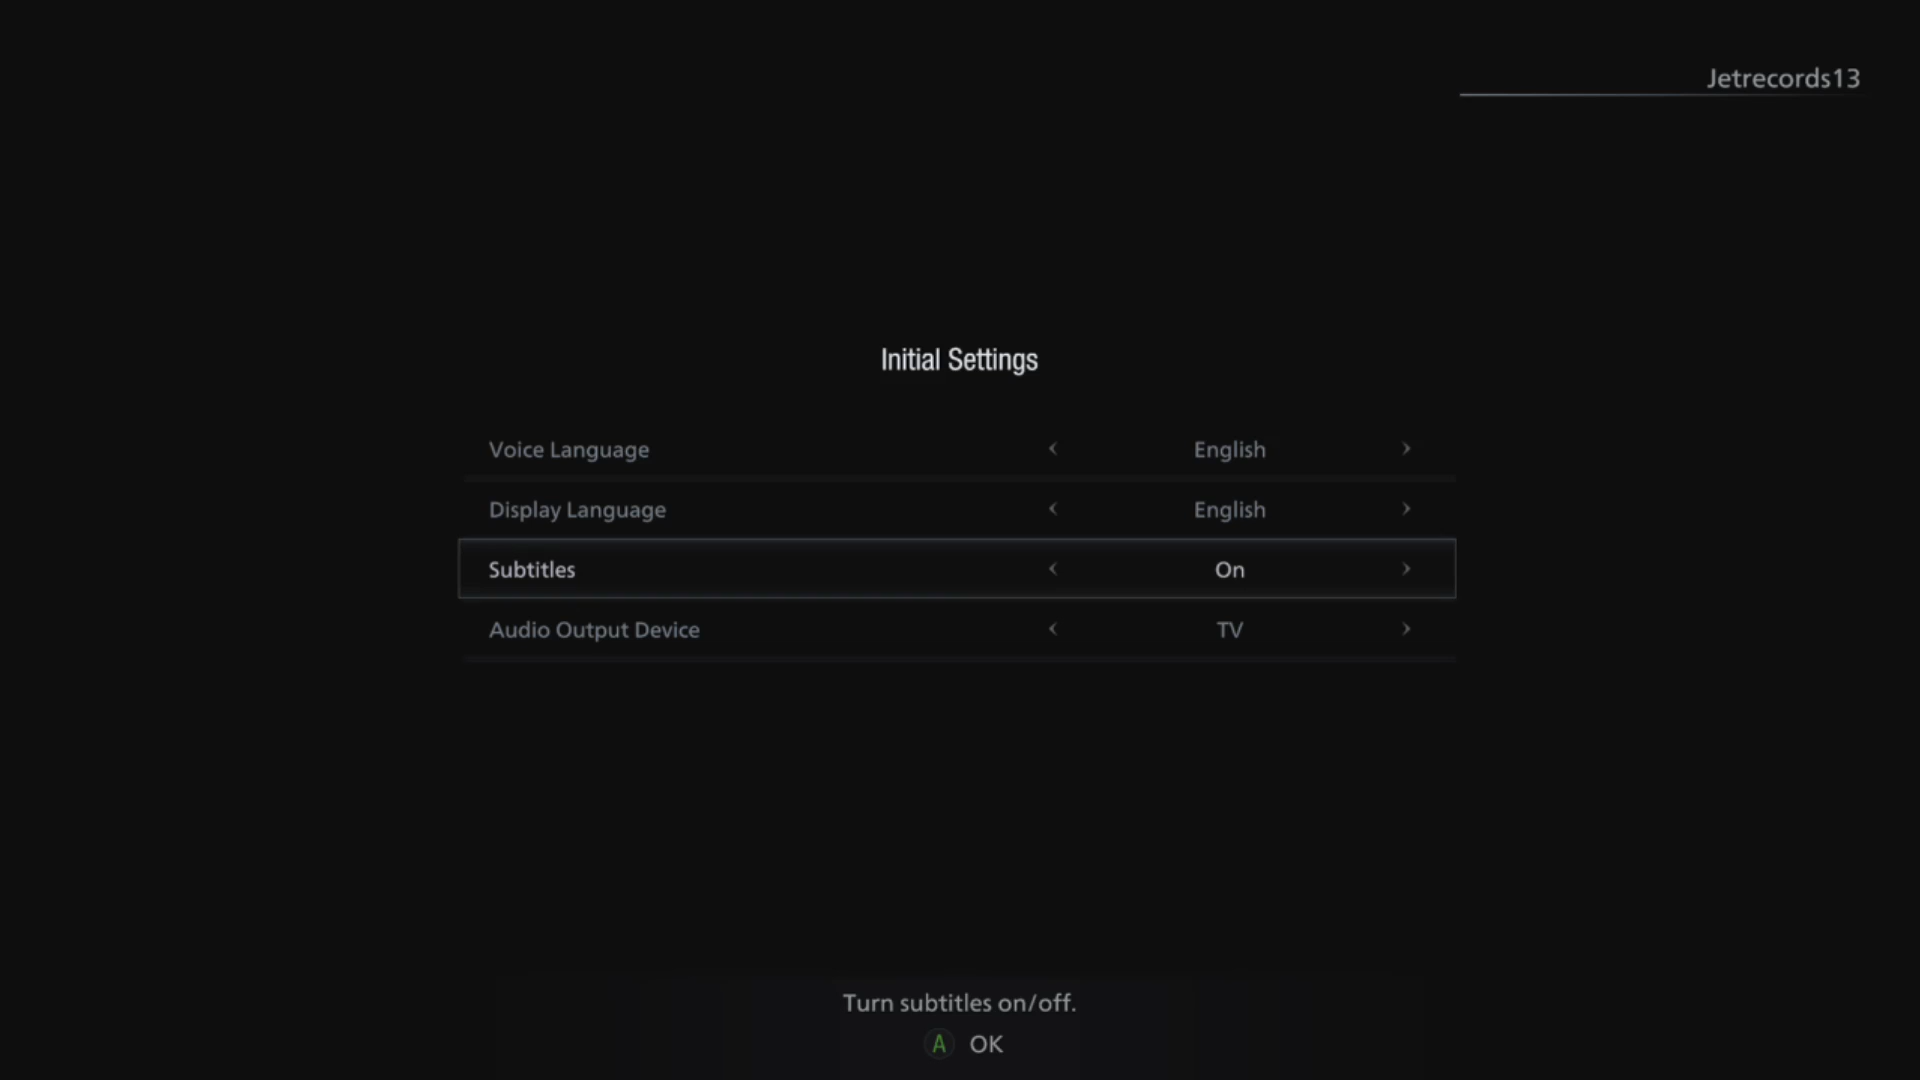 Jetrecords13
Initial Settings
Voice Language < English >
Display Language < English >
Subtitles < On >
Audio Output Device < TV >
Turn subtitles on/off.
A OK